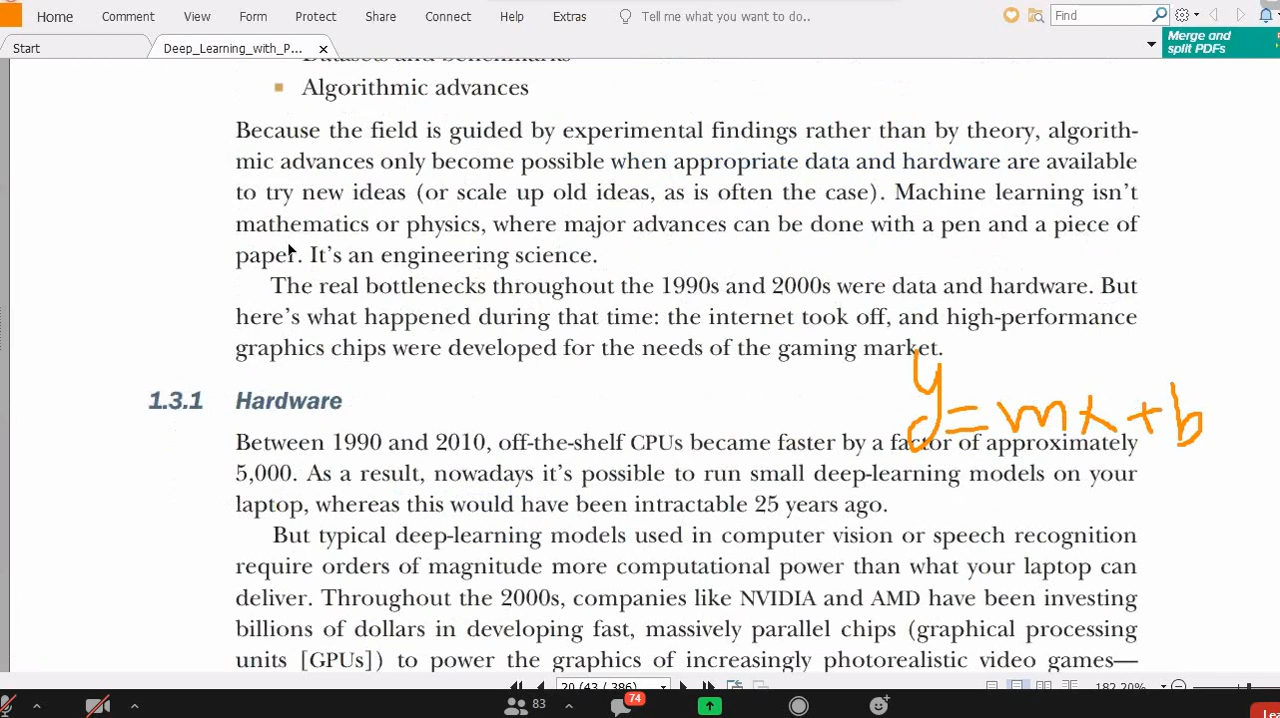 Home Comment View Form Protect Share Connect Help Extras Tell me what you want to do.. Find
Start Deep_Learning_with_P... × Merge and
split PDFs
Datasets and benchmarks
Algorithmic advances
Because the field is guided by experimental findings rather than by theory, algorith-
mic advances only become possible when appropriate data and hardware are available
to try new ideas (or scale up old ideas, as is often the case). Machine learning isn't
mathematics or physics, where major advances can be done with a pen and a piece of
paper. It's an engineering science.
The real bottlenecks throughout the 1990s and 2000s were data and hardware. But
here's what happened during that time: the internet took off, and high-performance
graphics chips were developed for the needs of the gaming market.
1.3.1 Hardware
y=mx+b
Between 1990 and 2010, off-the-shelf CPUs became faster by a factor of approximately
5,000. As a result, nowadays it's possible to run small deep-learning models on your
laptop, whereas this would have been intractable 25 years ago.
But typical deep-learning models used in computer vision or speech recognition
require orders of magnitude more computational power than what your laptop can
deliver. Throughout the 2000s, companies like NVIDIA and AMD have been investing
billions of dollars in developing fast, massively parallel chips (graphical processing
units [GPUs]) to power the graphics of increasingly photorealistic video games—
20 (43 / 386) 182.20%
83 74